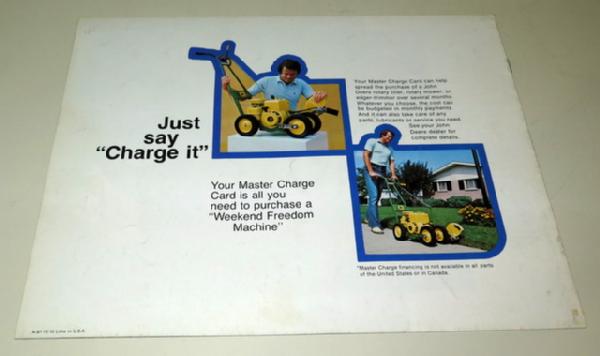 Just
say
"Charge it"
Your Master Charge
Card is all you
need to purchase a
"Weekend Freedom
Machine"
Your Master Charge Card can help
spread the purchase of a John
Deere rotary tiller, rotary mower, or
edger-trimmer over several months.
Whatever you choose, the cost can
be budgeted in monthly payments.
And it can also take care of any
parts, lubricants or service you need.
See your John
Deere dealer for
complete details.
*Master Charge financing is not available in all parts
of the United States or in Canada.